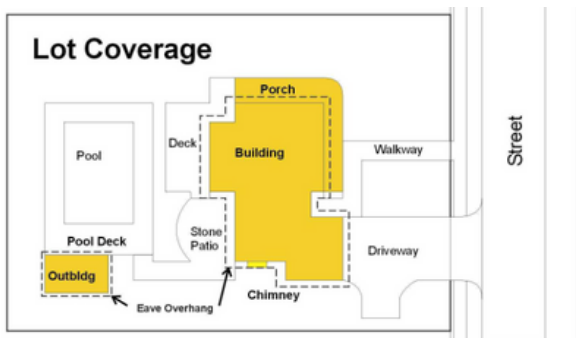 Lot Coverage
Porch
Deck
Building
Pool
Walkway
Street
Stone
Patio
Pool Deck
Driveway
Outbldg
Chimney
Eave Overhang